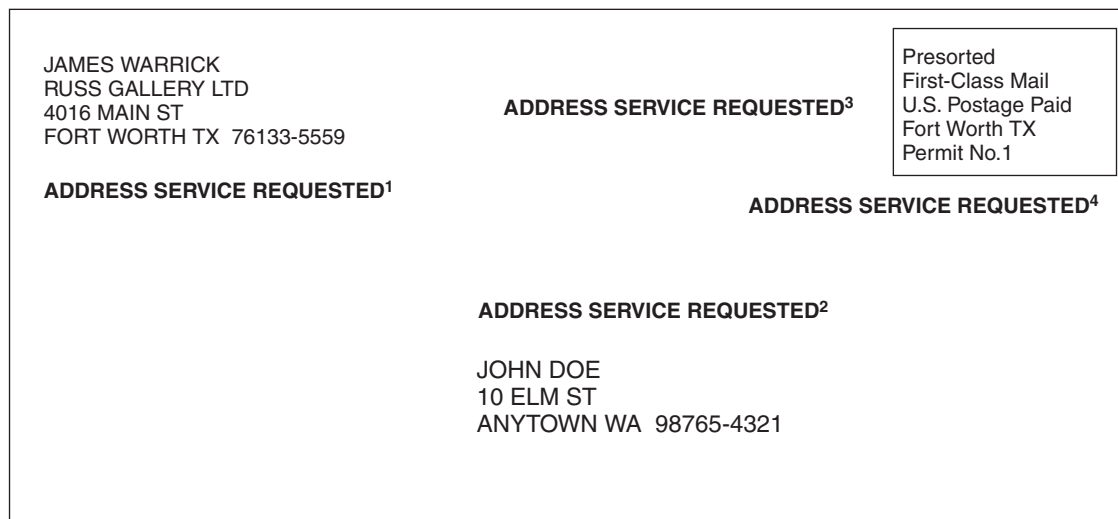 JAMES WARRICK
RUSS GALLERY LTD
4016 MAIN ST
FORT WORTH TX  76133-5559
ADDRESS SERVICE REQUESTED¹
ADDRESS SERVICE REQUESTED³
Presorted
First-Class Mail
U.S. Postage Paid
Fort Worth TX
Permit No.1
ADDRESS SERVICE REQUESTED⁴
ADDRESS SERVICE REQUESTED²
JOHN DOE
10 ELM ST
ANYTOWN WA  98765-4321